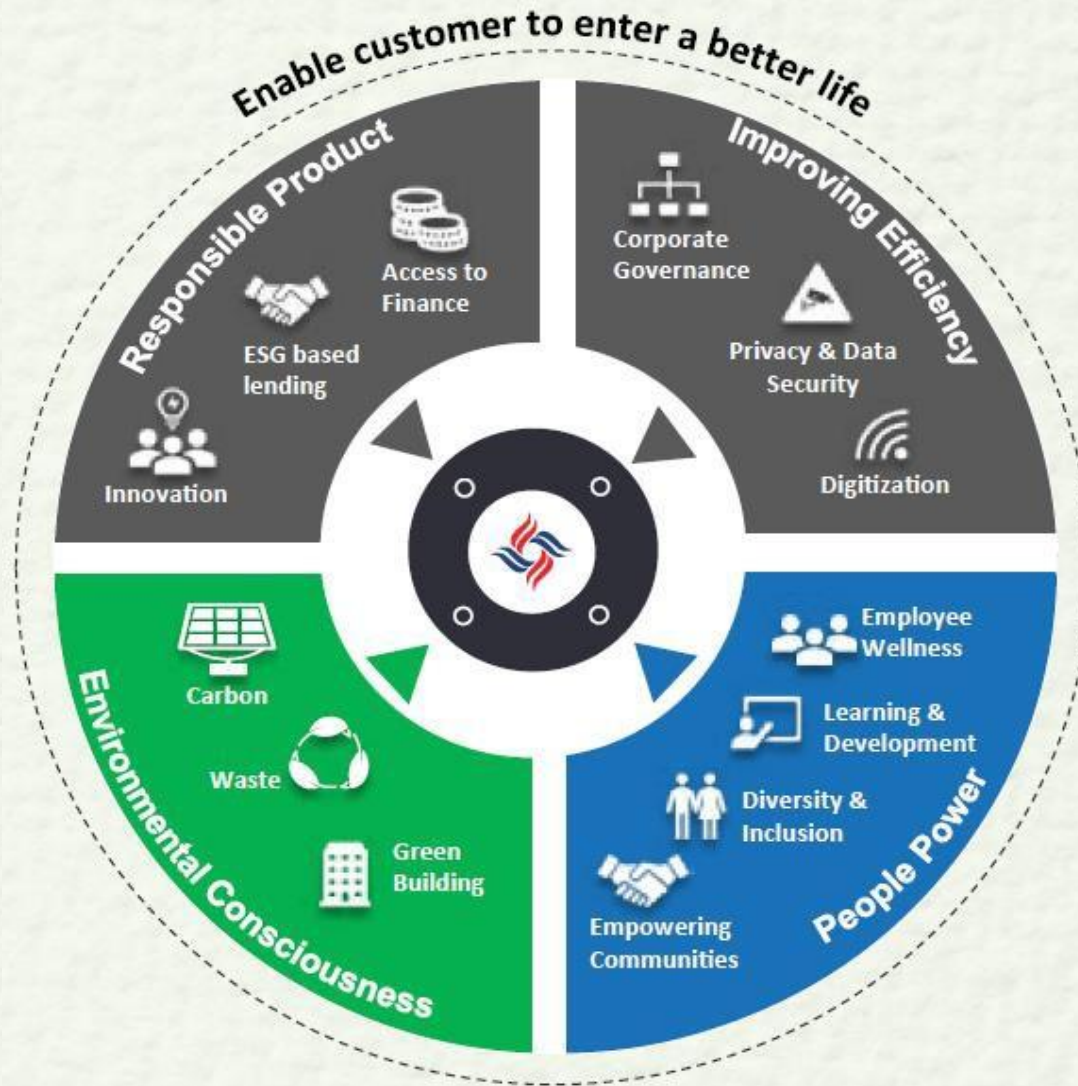 Enable customer to enter a better life
Responsible Product
Access to
Finance
ESG based
lending
Innovation
Improving Efficiency
Corporate
Governance
Privacy & Data
Security
Digitization
Environmental Consciousness
Carbon
Waste
Green
Building
People Power
Employee
Wellness
Learning &
Development
Diversity &
Inclusion
Empowering
Communities